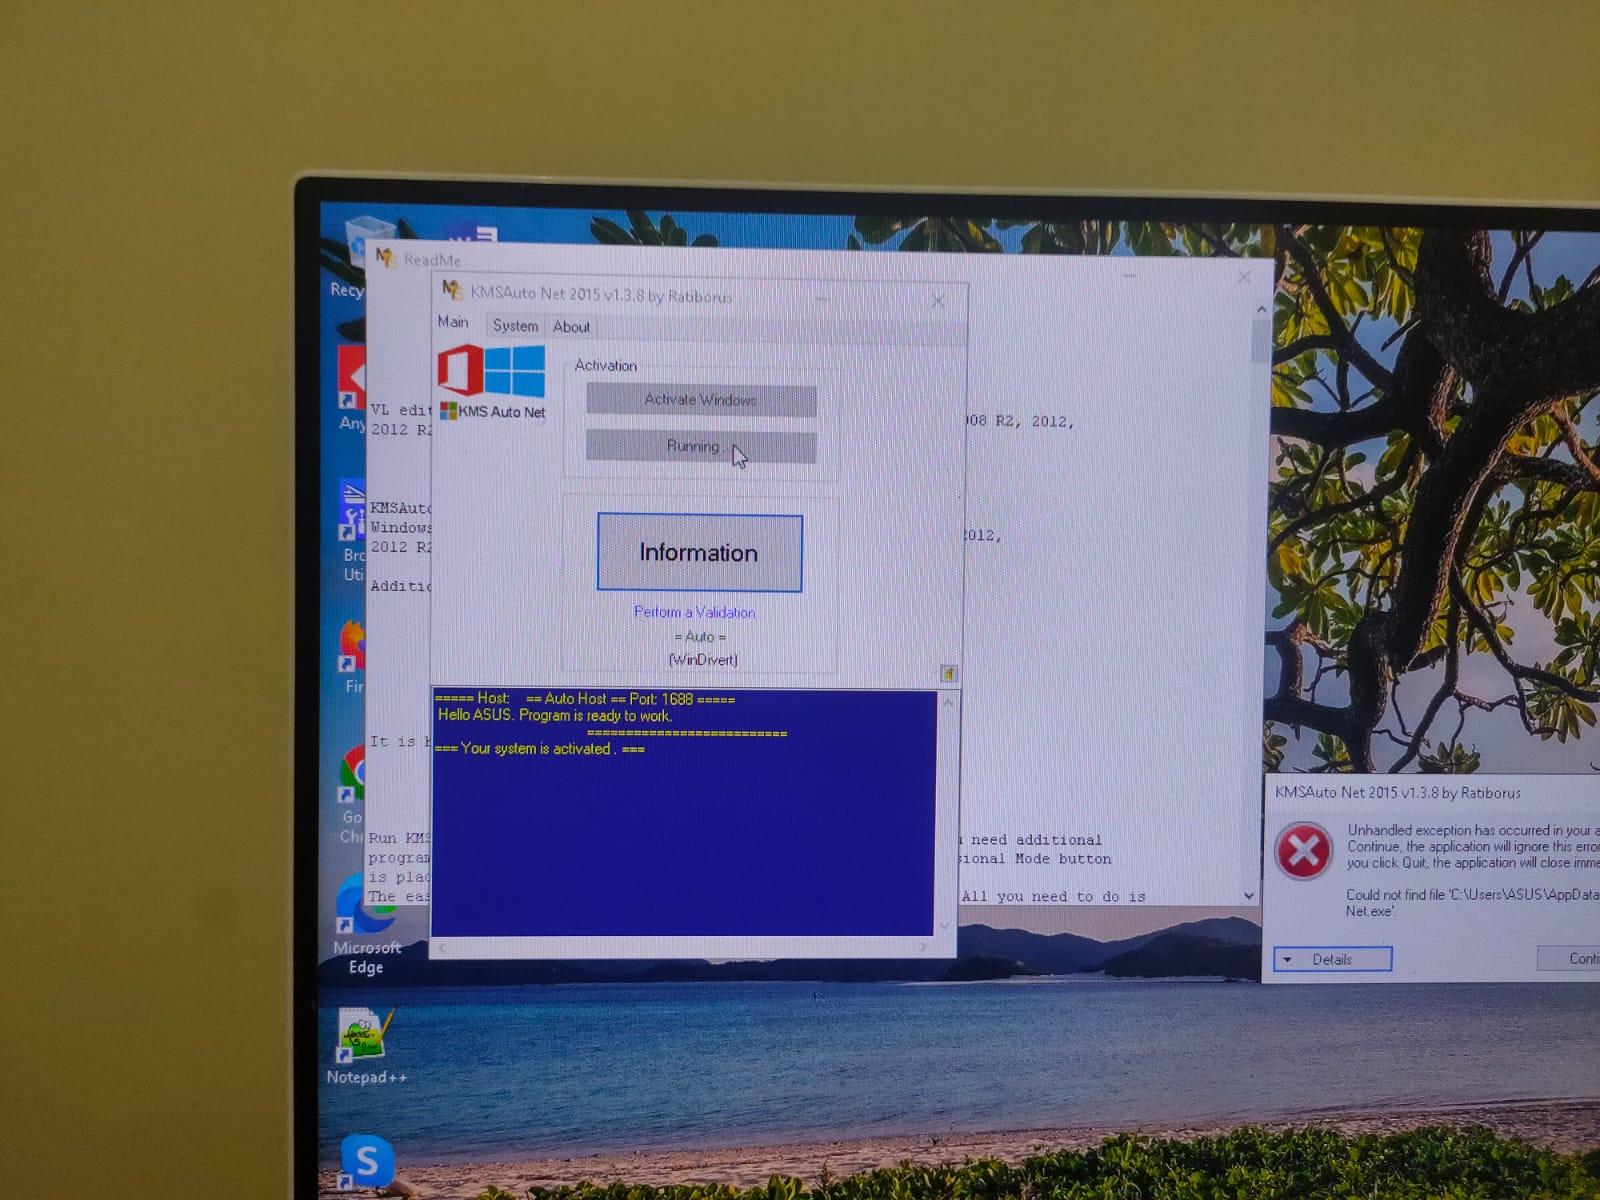 ReadMe
KMSAuto Net 2015 v1.3.8 by Ratiborus
Main
System
About
KMS Auto Net
Activation
Activate Windows
Running...
Information
Perform a Validation
= Auto =
(WinDivert)
===== Host: == Auto Host == Port: 1688 =====
Hello ASUS. Program is ready to work.
==========================
=== Your system is activated . ===
VL edit
008 R2, 2012,
2012 R2
KMSAuto
Windows
2012,
2012 R2
Additio
It is
Run KMS
need additional
program
ional Mode button
is plac
The eas
All you need to do is
KMSAuto Net 2015 v1.3.8 by Ratiborus
Unhandled exception has occurred in your a
Continue, the application will ignore this erro
you click Quit, the application will close imme
Could not find file 'C:\Users\ASUS\AppData
Net.exe'.
Details
Conti
Recy
Any
Bro
Uti
Fir
Go
Chr
Microsoft
Edge
Notepad++
S